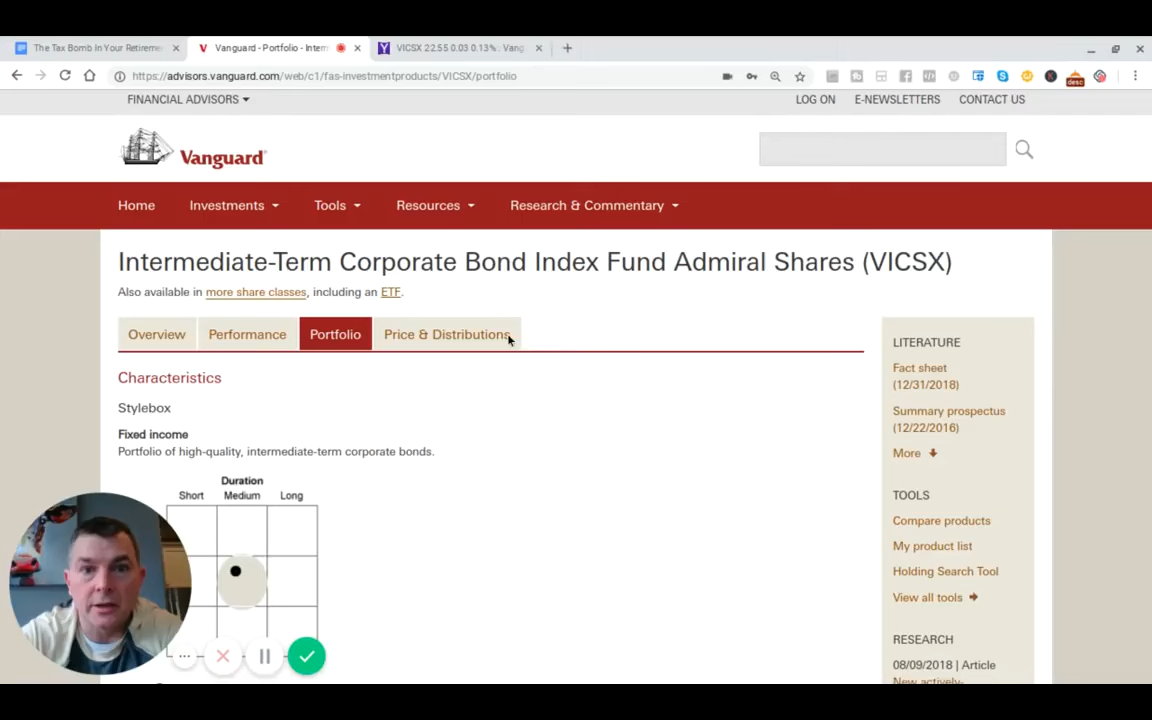 The Tax Bomb In Your Retireme
Vanguard - Portfolio - Interm
VICSX 22.55 0.03 0.13% : Vang
https://advisors.vanguard.com/web/c1/fas-investmentproducts/VICSX/portfolio
desc
FINANCIAL ADVISORS
LOG ON E-NEWSLETTERS CONTACT US
Vanguard
Home Investments Tools Resources Research & Commentary
Intermediate-Term Corporate Bond Index Fund Admiral Shares (VICSX)
Also available in more share classes, including an ETF.
Overview Performance Portfolio Price & Distributions
Characteristics
Stylebox
Fixed income
Portfolio of high-quality, intermediate-term corporate bonds.
Duration
Short Medium Long
LITERATURE
Fact sheet
(12/31/2018)
Summary prospectus
(12/22/2016)
More
TOOLS
Compare products
My product list
Holding Search Tool
View all tools
RESEARCH
08/09/2018 | Article
New actively-